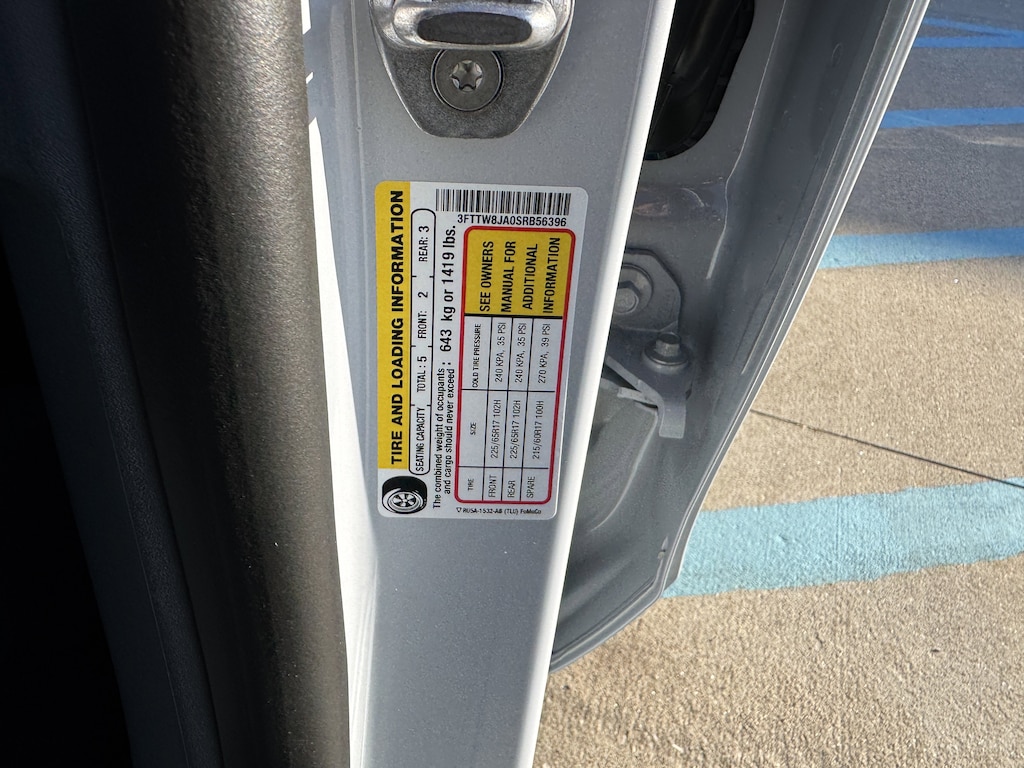 TIRE AND LOADING INFORMATION
3FTTW8JA0SRB56396
SEATING CAPACITY TOTAL : 5 FRONT: 2 REAR: 3
The combined weight of occupants
and cargo should never exceed : 643 kg or 1419 lbs.
TIRE SIZE COLD TIRE PRESSURE
FRONT 225/65R17 102H 240 KPA, 35 PSI
REAR 225/65R17 102H 240 KPA, 35 PSI
SPARE 215/60R17 100H 270 KPA, 39 PSI
SEE OWNERS
MANUAL FOR
ADDITIONAL
INFORMATION
RU5A-1532-AB (TLU) FoMoCo